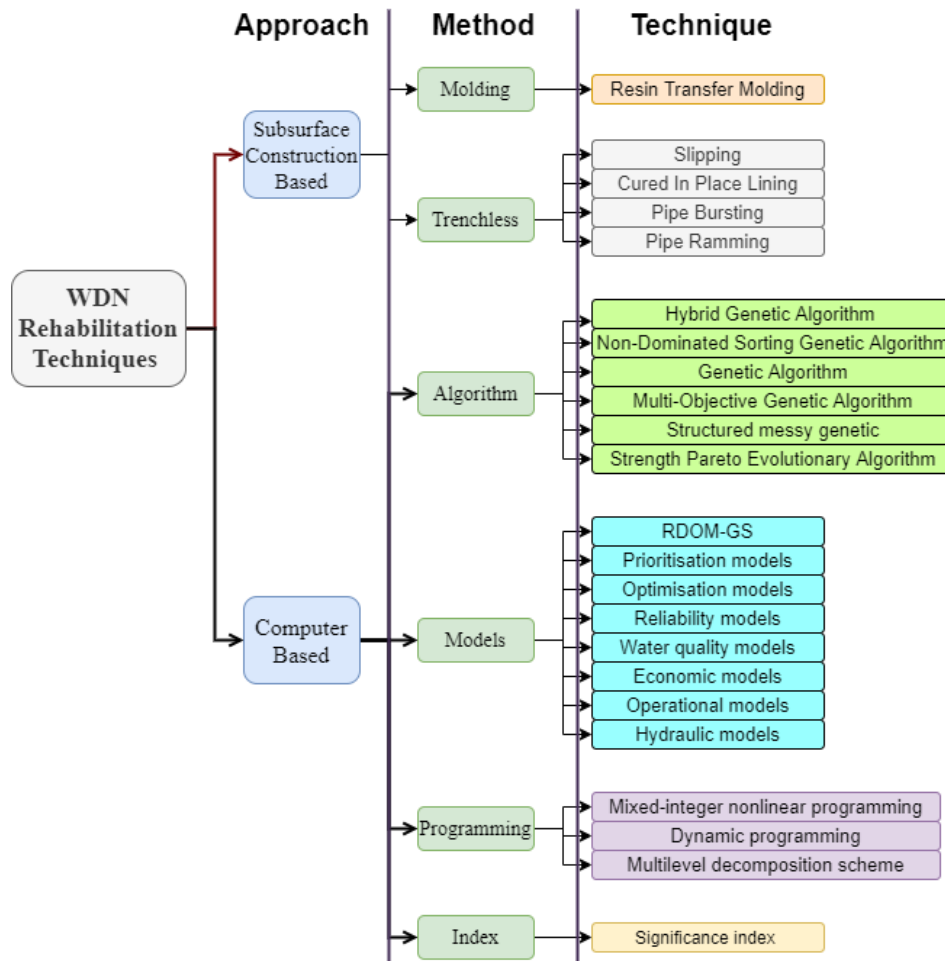 Approach
Method
Technique
WDN
Rehabilitation
Techniques
Subsurface
Construction
Based
Computer
Based
Molding
Trenchless
Algorithm
Models
Programming
Index
Resin Transfer Molding
Slipping
Cured In Place Lining
Pipe Bursting
Pipe Ramming
Hybrid Genetic Algorithm
Non-Dominated Sorting Genetic Algorithm
Genetic Algorithm
Multi-Objective Genetic Algorithm
Structured messy genetic
Strength Pareto Evolutionary Algorithm
RDOM-GS
Prioritisation models
Optimisation models
Reliability models
Water quality models
Economic models
Operational models
Hydraulic models
Mixed-integer nonlinear programming
Dynamic programming
Multilevel decomposition scheme
Significance index